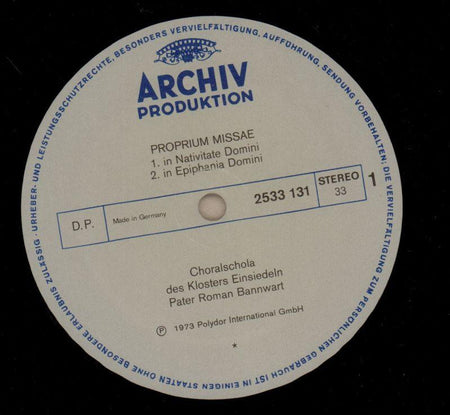 URHEBER- UND LEISTUNGSSCHUTZRECHTE, BESONDERS VERVIELFÄLTIGUNG, AUFFÜHRUNG, SENDUNG VORBEHALTEN; DIE VERVIELFÄLTIGUNG ZUM PERSÖNLICHEN GEBRAUCH IST IN EINIGEN STAATEN OHNE BESONDERE ERLAUBNIS ZULÄSSIG ·
ARCHIV
PRODUKTION
PROPRIUM MISSAE
1. in Nativitate Domini
2. in Epiphania Domini
D.P.
Made in Germany
2533 131
STEREO
33
1
Choralschola
des Klosters Einsiedeln
Pater Roman Bannwart
Ⓟ 1973 Polydor International GmbH
*